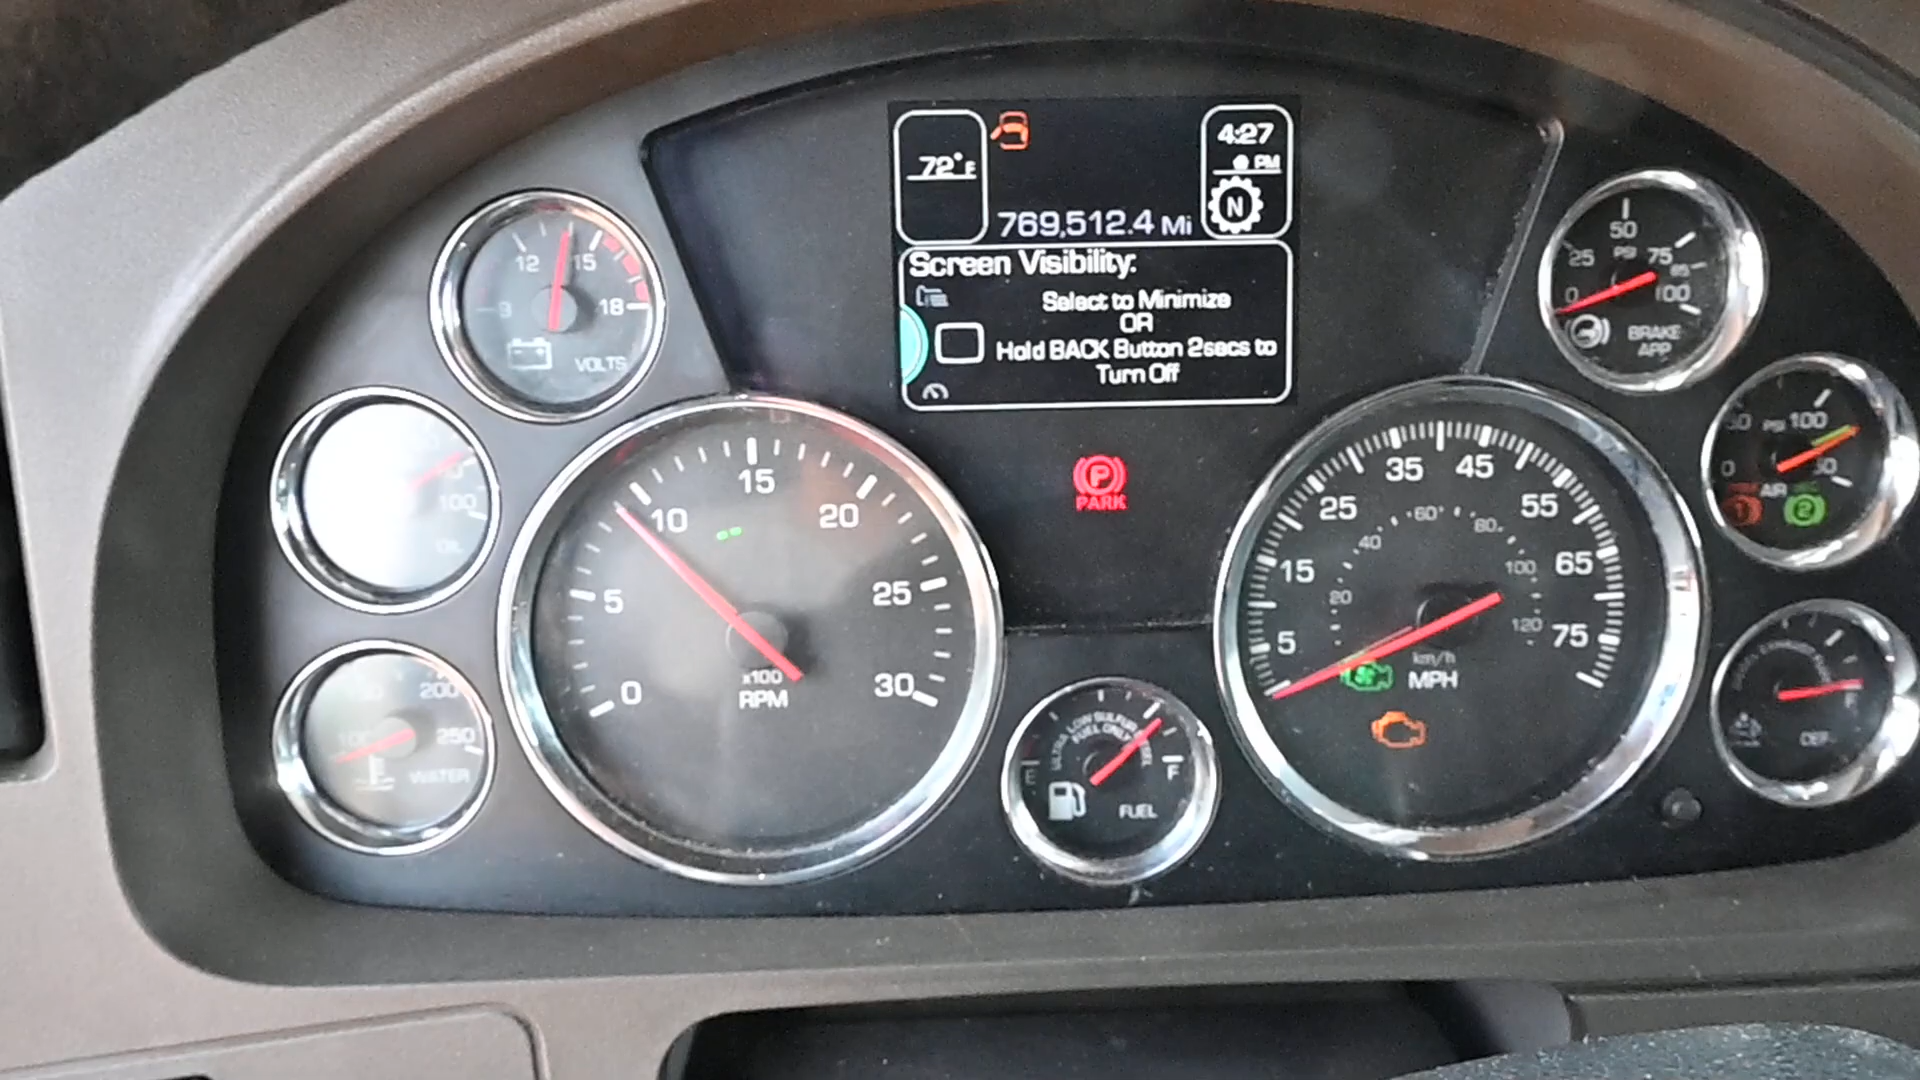 72°F
4:27
PM
N
769,512.4 Mi
Screen Visibility:
Select to Minimize
OR
Hold BACK Button 2secs to
Turn Off
12
15
9
18
VOLTS
100
OIL
200
100
250
WATER
0
5
10
15
20
25
30
x100
RPM
PARK
ULTRA LOW SULFUR DIESEL
FUEL ONLY
E
F
FUEL
5
15
25
35
45
55
65
75
20
40
60
80
100
120
km/h
MPH
0
25
50
75
85
100
PSI
BRAKE
APP
0
100
PSI
AIR
1
2
F
DEF